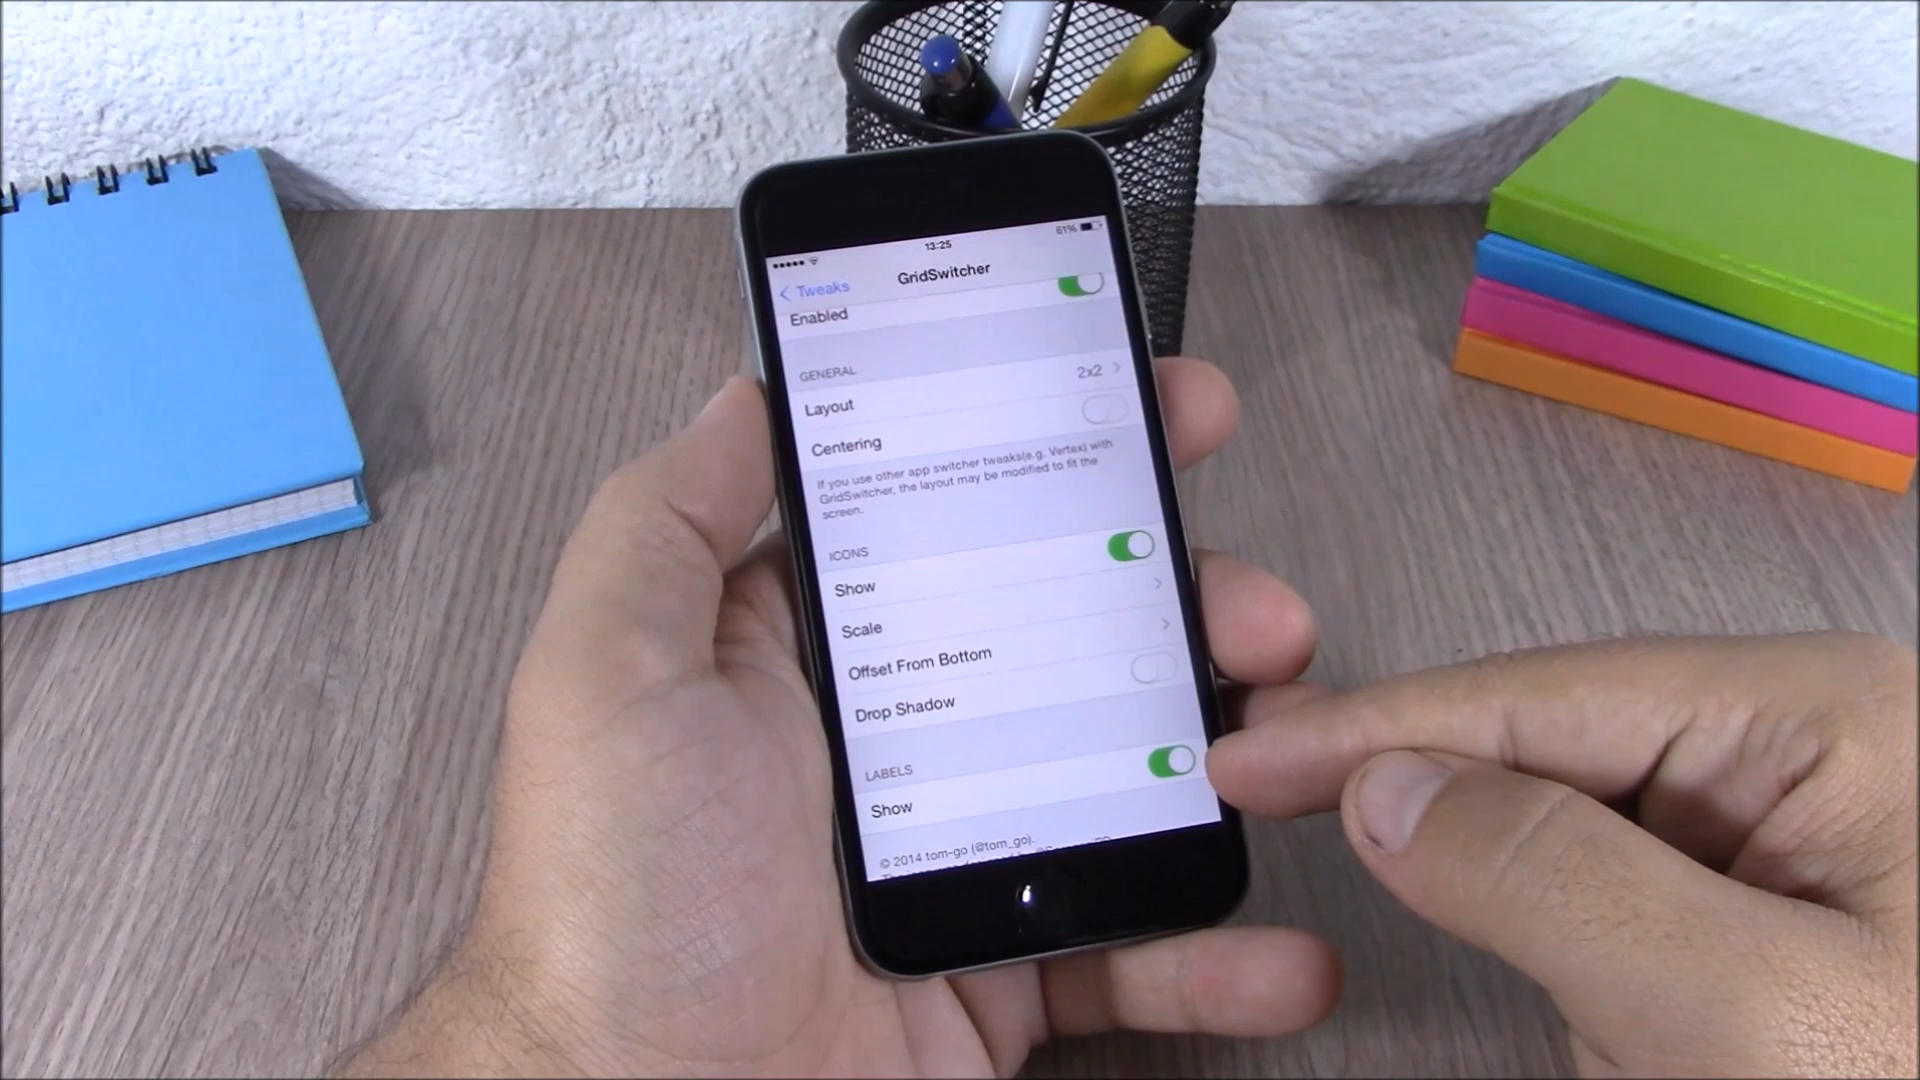 13:25
61%
Tweaks
GridSwitcher
Enabled
GENERAL
Layout
2x2
Centering
If you use other app switcher tweaks(e.g. Vertex) with
GridSwitcher, the layout may be modified to fit the
screen.
ICONS
Show
Scale
Offset From Bottom
Drop Shadow
LABELS
Show
© 2014 tom-go (@tom_go).